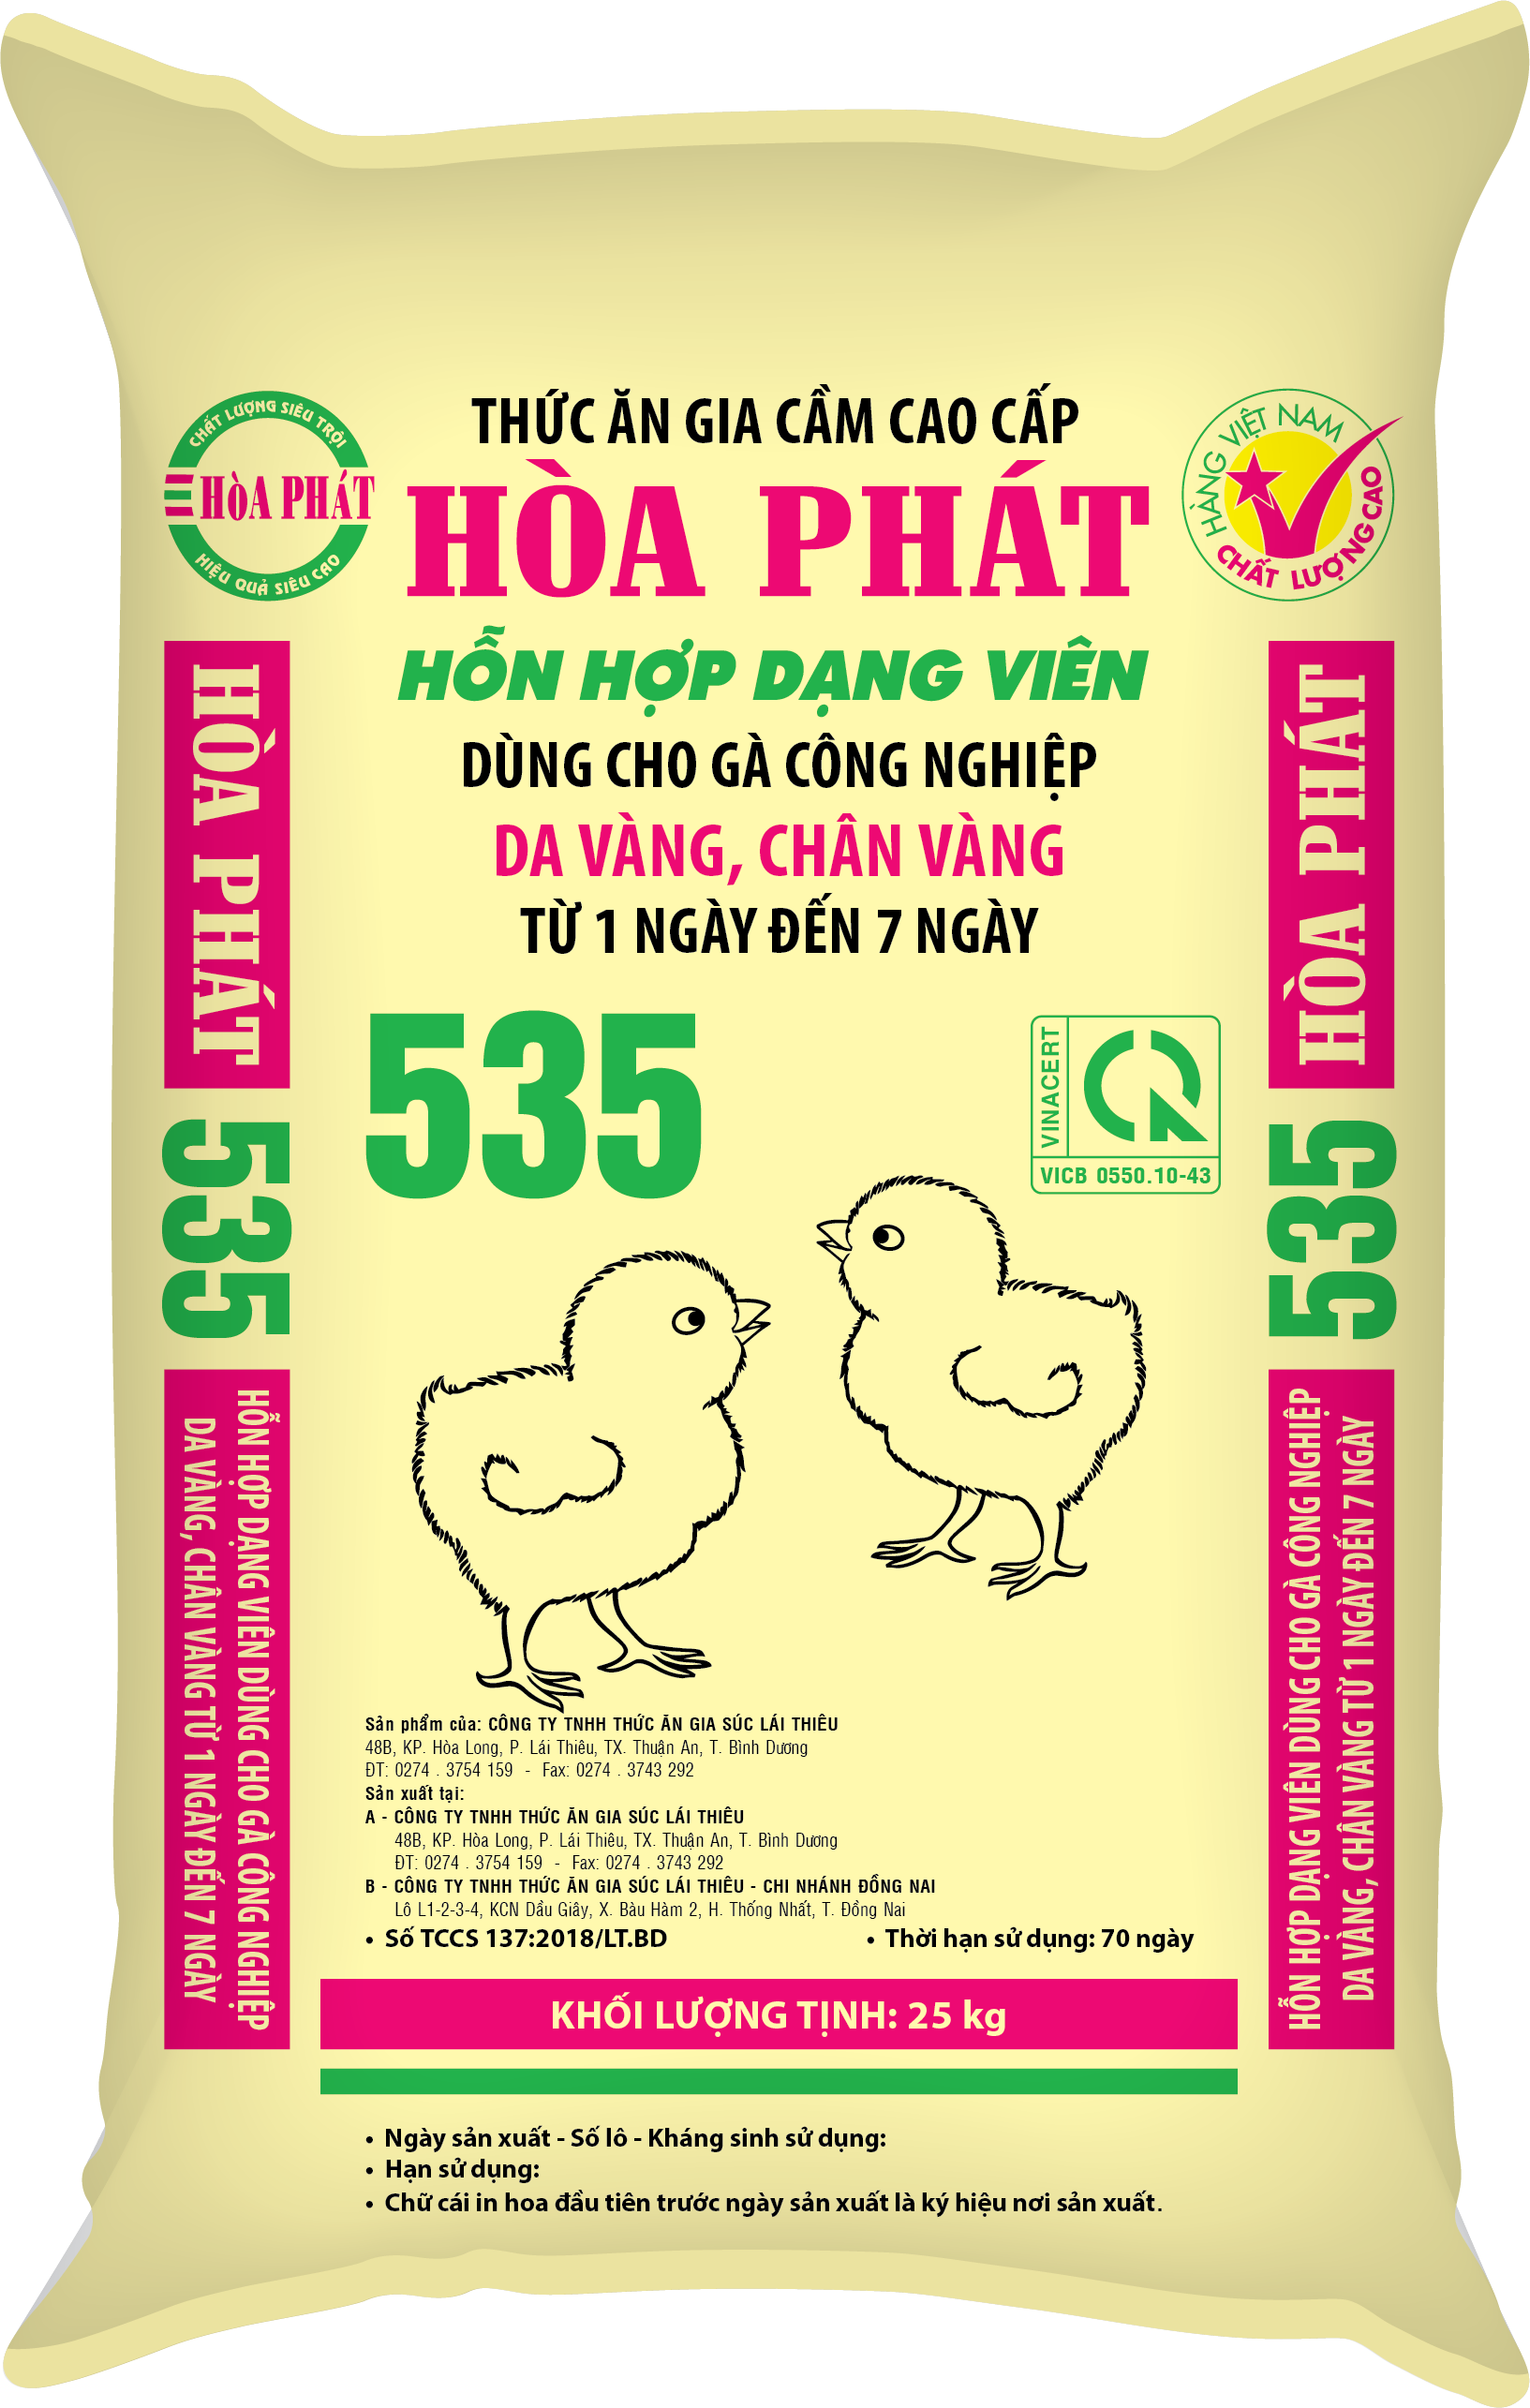 THỨC ĂN GIA CẦM CAO CẤP
CHẤT LƯỢNG SIÊU TRỘI
HÒA PHÁT
HIỆU QUẢ SIÊU CAO
HÒA PHÁT
HÀNG VIỆT NAM
CHẤT LƯỢNG CAO
HỖN HỢP DẠNG VIÊN
DÙNG CHO GÀ CÔNG NGHIỆP
DA VÀNG, CHÂN VÀNG
TỪ 1 NGÀY ĐẾN 7 NGÀY
535
VINACERT
VICB 0550.10-43
HÒA PHÁT
535
HỖN HỢP DẠNG VIÊN DÙNG CHO GÀ CÔNG NGHIỆP
DA VÀNG, CHÂN VÀNG TỪ 1 NGÀY ĐẾN 7 NGÀY
HÒA PHÁT
535
HỖN HỢP DẠNG VIÊN DÙNG CHO GÀ CÔNG NGHIỆP
DA VÀNG, CHÂN VÀNG TỪ 1 NGÀY ĐẾN 7 NGÀY
Sản phẩm của: CÔNG TY TNHH THỨC ĂN GIA SÚC LÁI THIÊU
48B, KP. Hòa Long, P. Lái Thiêu, TX. Thuận An, T. Bình Dương
ĐT: 0274 . 3754 159 - Fax: 0274 . 3743 292
Sản xuất tại:
A - CÔNG TY TNHH THỨC ĂN GIA SÚC LÁI THIÊU
48B, KP. Hòa Long, P. Lái Thiêu, TX. Thuận An, T. Bình Dương
ĐT: 0274 . 3754 159 - Fax: 0274 . 3743 292
B - CÔNG TY TNHH THỨC ĂN GIA SÚC LÁI THIÊU - CHI NHÁNH ĐỒNG NAI
Lô L1-2-3-4, KCN Dầu Giây, X. Bàu Hàm 2, H. Thống Nhất, T. Đồng Nai
• Số TCCS 137:2018/LT.BD • Thời hạn sử dụng: 70 ngày
KHỐI LƯỢNG TỊNH: 25 kg
• Ngày sản xuất - Số lô - Kháng sinh sử dụng:
• Hạn sử dụng:
• Chữ cái in hoa đầu tiên trước ngày sản xuất là ký hiệu nơi sản xuất.